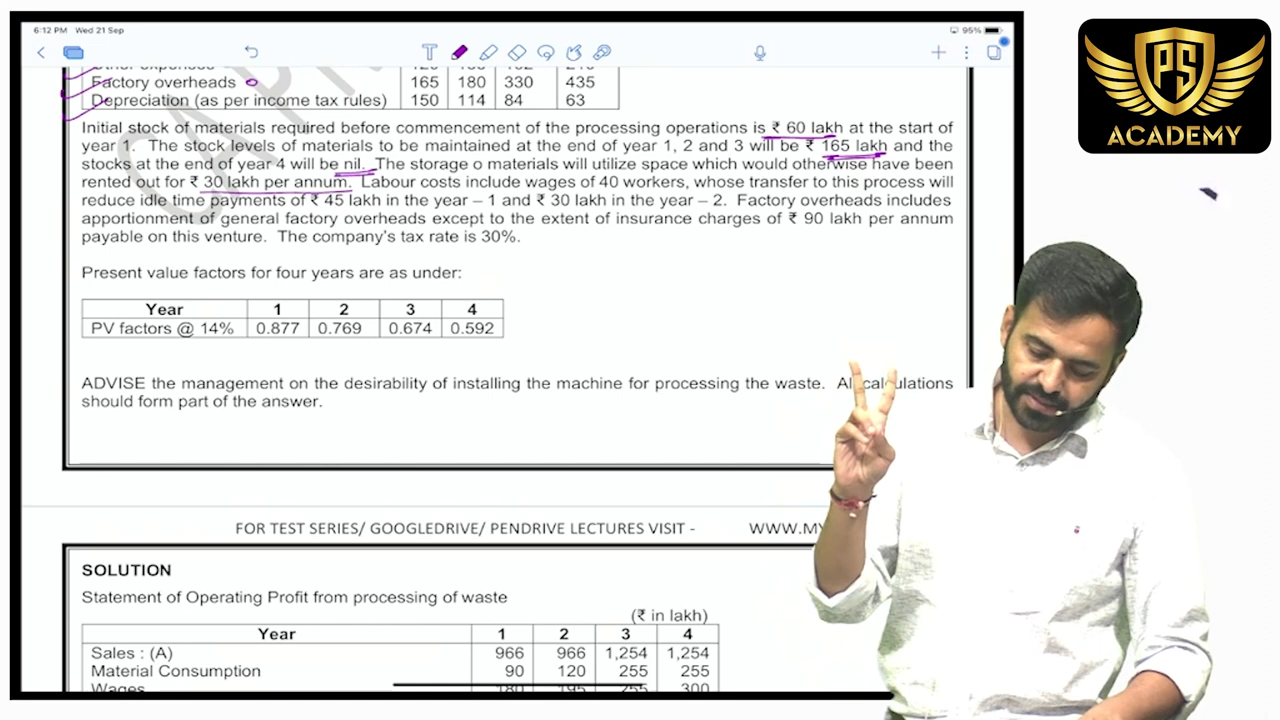 6:12 PM Wed 21 Sep
95%
PS
ACADEMY
Factory overheads 165 180 330 435
Depreciation (as per income tax rules) 150 114 84 63
Initial stock of materials required before commencement of the processing operations is ₹ 60 lakh at the start of
year 1. The stock levels of materials to be maintained at the end of year 1, 2 and 3 will be ₹ 165 lakh and the
stocks at the end of year 4 will be nil. The storage o materials will utilize space which would otherwise have been
rented out for ₹ 30 lakh per annum. Labour costs include wages of 40 workers, whose transfer to this process will
reduce idle time payments of ₹ 45 lakh in the year – 1 and ₹ 30 lakh in the year – 2. Factory overheads includes
apportionment of general factory overheads except to the extent of insurance charges of ₹ 90 lakh per annum
payable on this venture. The company's tax rate is 30%.
Present value factors for four years are as under:
Year 1 2 3 4
PV factors @ 14% 0.877 0.769 0.674 0.592
ADVISE the management on the desirability of installing the machine for processing the waste. All calculations
should form part of the answer.
FOR TEST SERIES/ GOOGLEDRIVE/ PENDRIVE LECTURES VISIT - WWW.MY
SOLUTION
Statement of Operating Profit from processing of waste
(₹ in lakh)
Year 1 2 3 4
Sales : (A) 966 966 1,254 1,254
Material Consumption 90 120 255 255
Wages 180 195 255 300